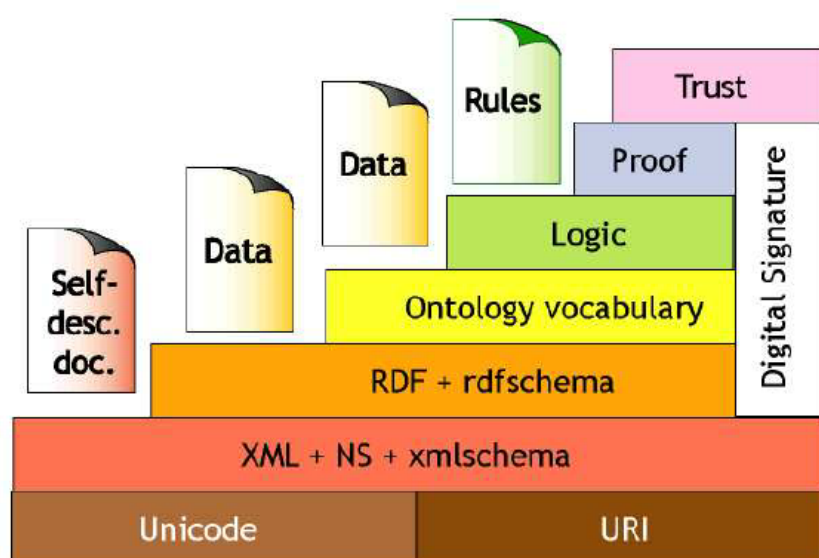 Rules
Trust
Data
Proof
Data
Logic
Self-
desc.
doc.
Ontology vocabulary
Digital Signature
RDF + rdfschema
XML + NS + xmlschema
Unicode
URI